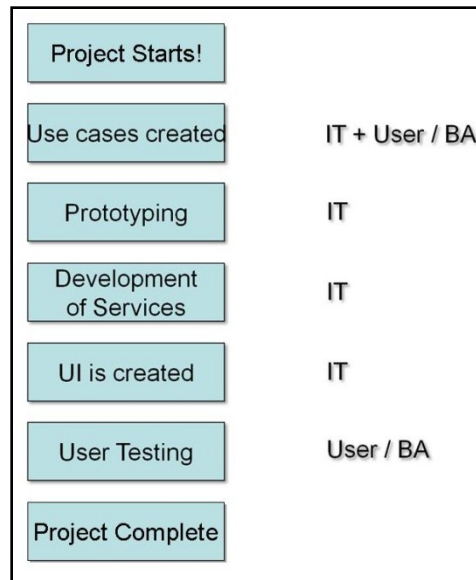 Project Starts!
Use cases created
IT + User / BA
Prototyping
IT
Development
of Services
IT
UI is created
IT
User Testing
User / BA
Project Complete